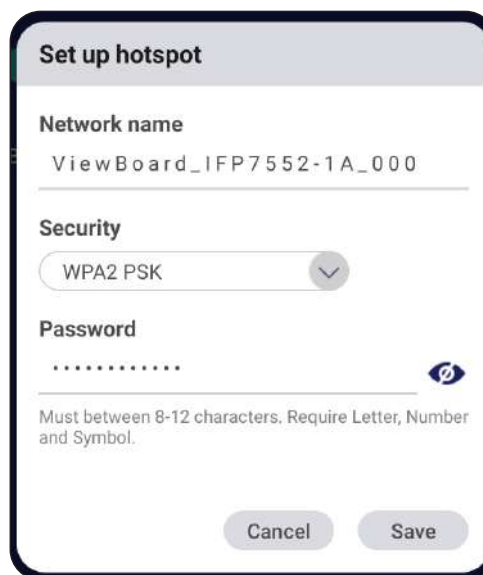 Set up hotspot
Network name
ViewBoard_IFP7552-1A_000
Security
WPA2 PSK
Password
••••••••••••
Must between 8-12 characters. Require Letter, Number
and Symbol.
Cancel
Save